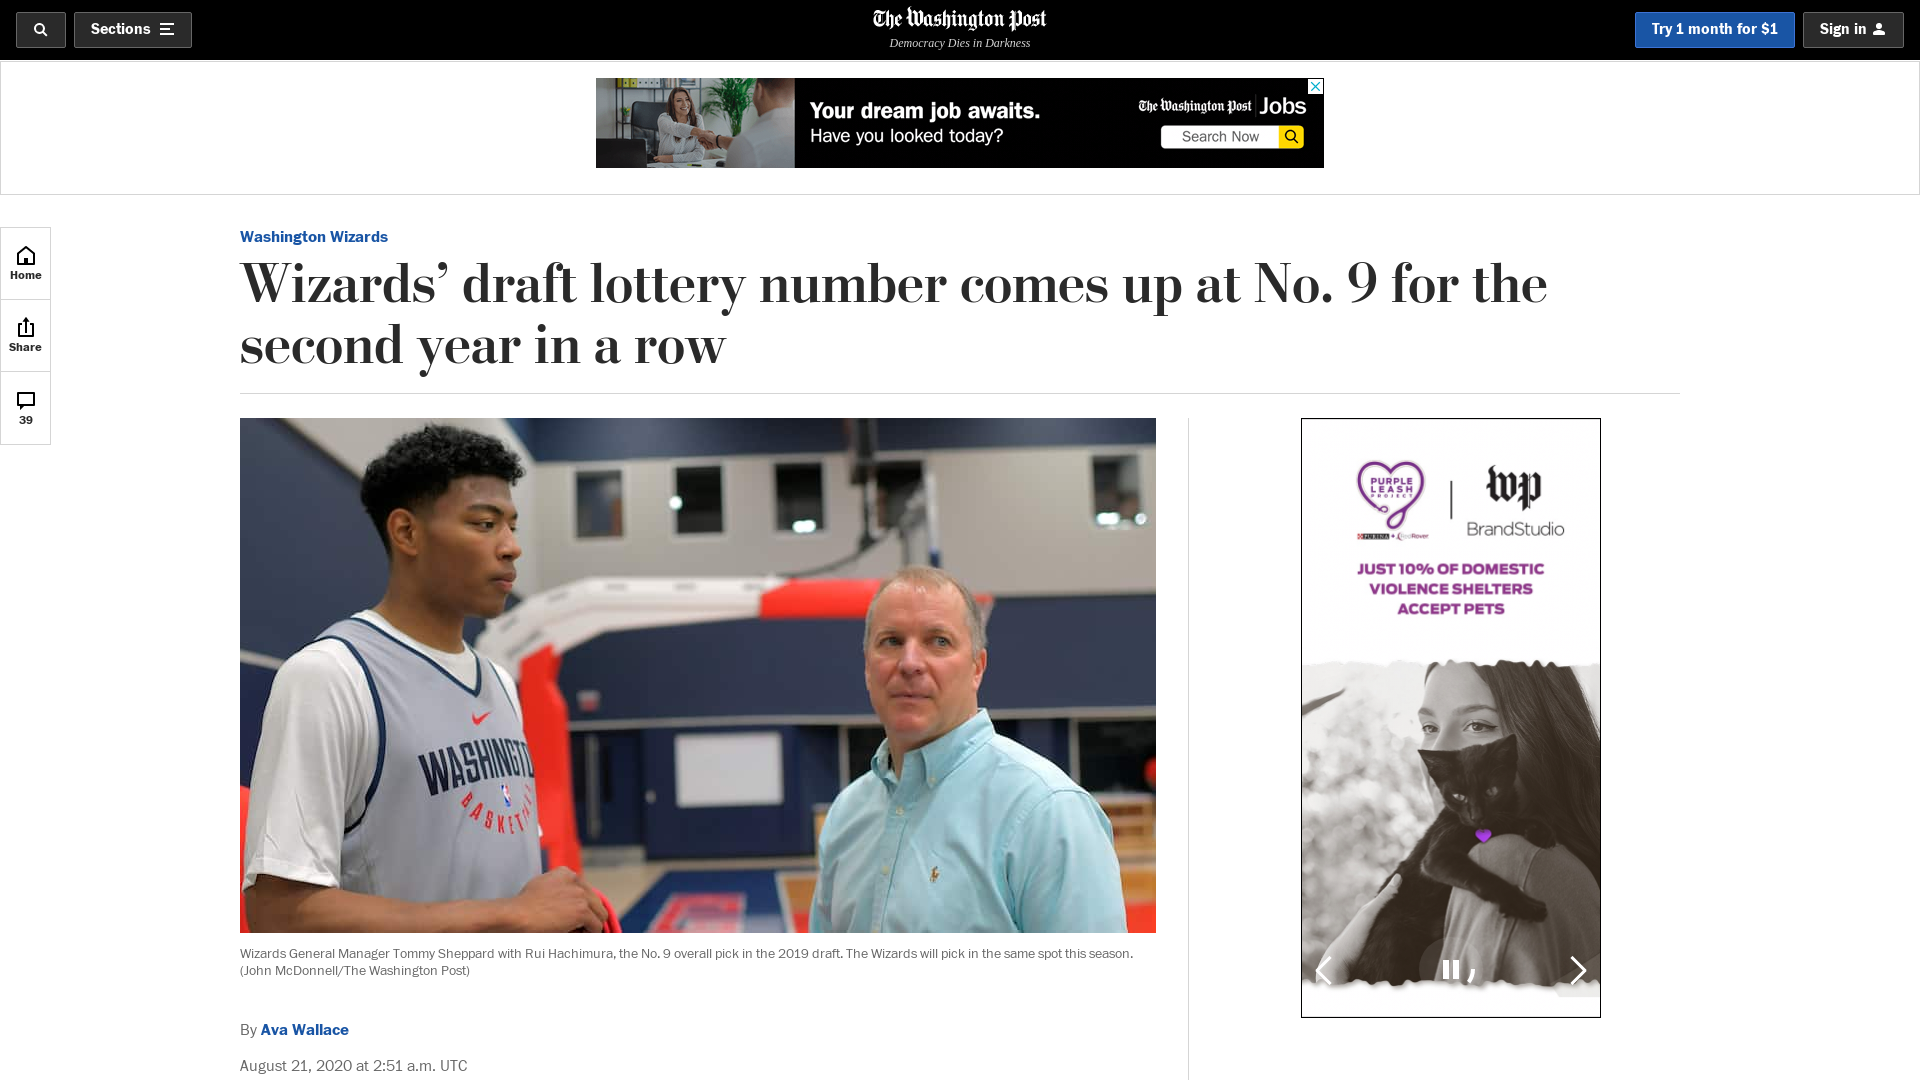 Sections
The Washington Post
Democracy Dies in Darkness
Try 1 month for $1
Sign in
Your dream job awaits.
Have you looked today?
The Washington Post
Jobs
Search Now
Home
Share
39
Washington Wizards
Wizards’ draft lottery number comes up at No. 9 for the
second year in a row
WASHINGTO
BASKET
Wizards General Manager Tommy Sheppard with Rui Hachimura, the No. 9 overall pick in the 2019 draft. The Wizards will pick in the same spot this season.
(John McDonnell/The Washington Post)
By Ava Wallace
August 21, 2020 at 2:51 a.m. UTC
PURPLE
LEASH
PROJECT
PURINA + RedRover
wp
BrandStudio
JUST 10% OF DOMESTIC
VIOLENCE SHELTERS
ACCEPT PETS